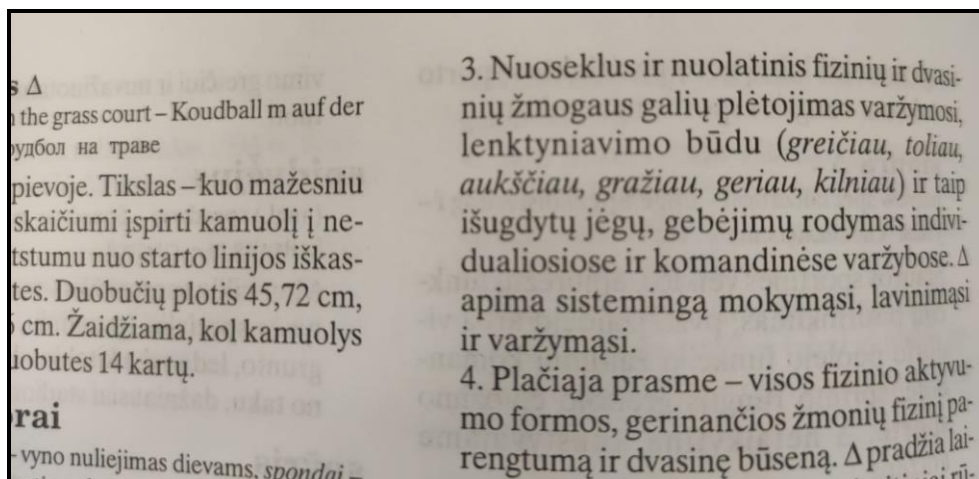 s Δ
the grass court – Koudball m auf der
удбол на траве
pievoje. Tikslas – kuo mažesniu
skaičiumi įspirti kamuolį į ne-
tstumu nuo starto linijos iškas-
tes. Duobučių plotis 45,72 cm,
cm. Žaidžiama, kol kamuolys
uobutes 14 kartų.
rai
– vyno nuliejimas dievams, spondai –
3. Nuoseklus ir nuolatinis fizinių ir dvasi-
nių žmogaus galių plėtojimas varžymosi,
lenktyniavimo būdu (greičiau, toliau,
aukščiau, gražiau, geriau, kilniau) ir taip
išugdytų jėgų, gebėjimų rodymas indivi-
dualiosiose ir komandinėse varžybose. Δ
apima sistemingą mokymąsi, lavinimąsi
ir varžymąsi.
4. Plačiąja prasme – visos fizinio aktyvu-
mo formos, gerinančios žmonių fizinį pa-
rengtumą ir dvasinę būseną. Δ pradžia lai-